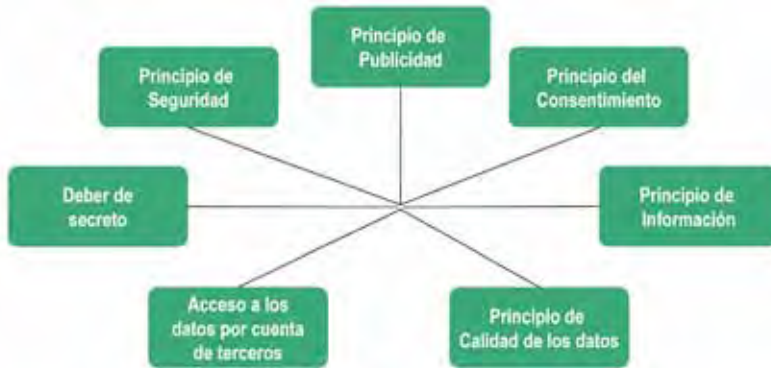 Principio de
Publicidad
Principio de
Seguridad
Principio del
Consentimiento
Deber de
secreto
Principio de
Información
Acceso a los
datos por cuenta
de terceros
Principio de
Calidad de los datos